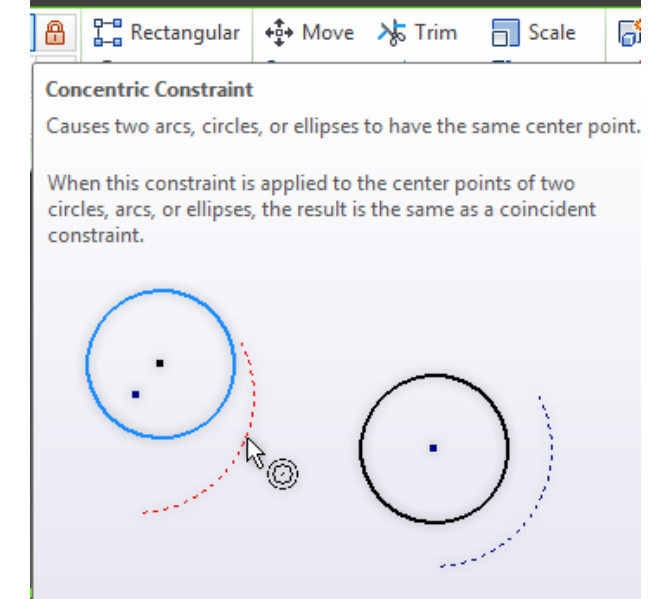 Rectangular Move Trim Scale
Concentric Constraint
Causes two arcs, circles, or ellipses to have the same center point.
When this constraint is applied to the center points of two
circles, arcs, or ellipses, the result is the same as a coincident
constraint.